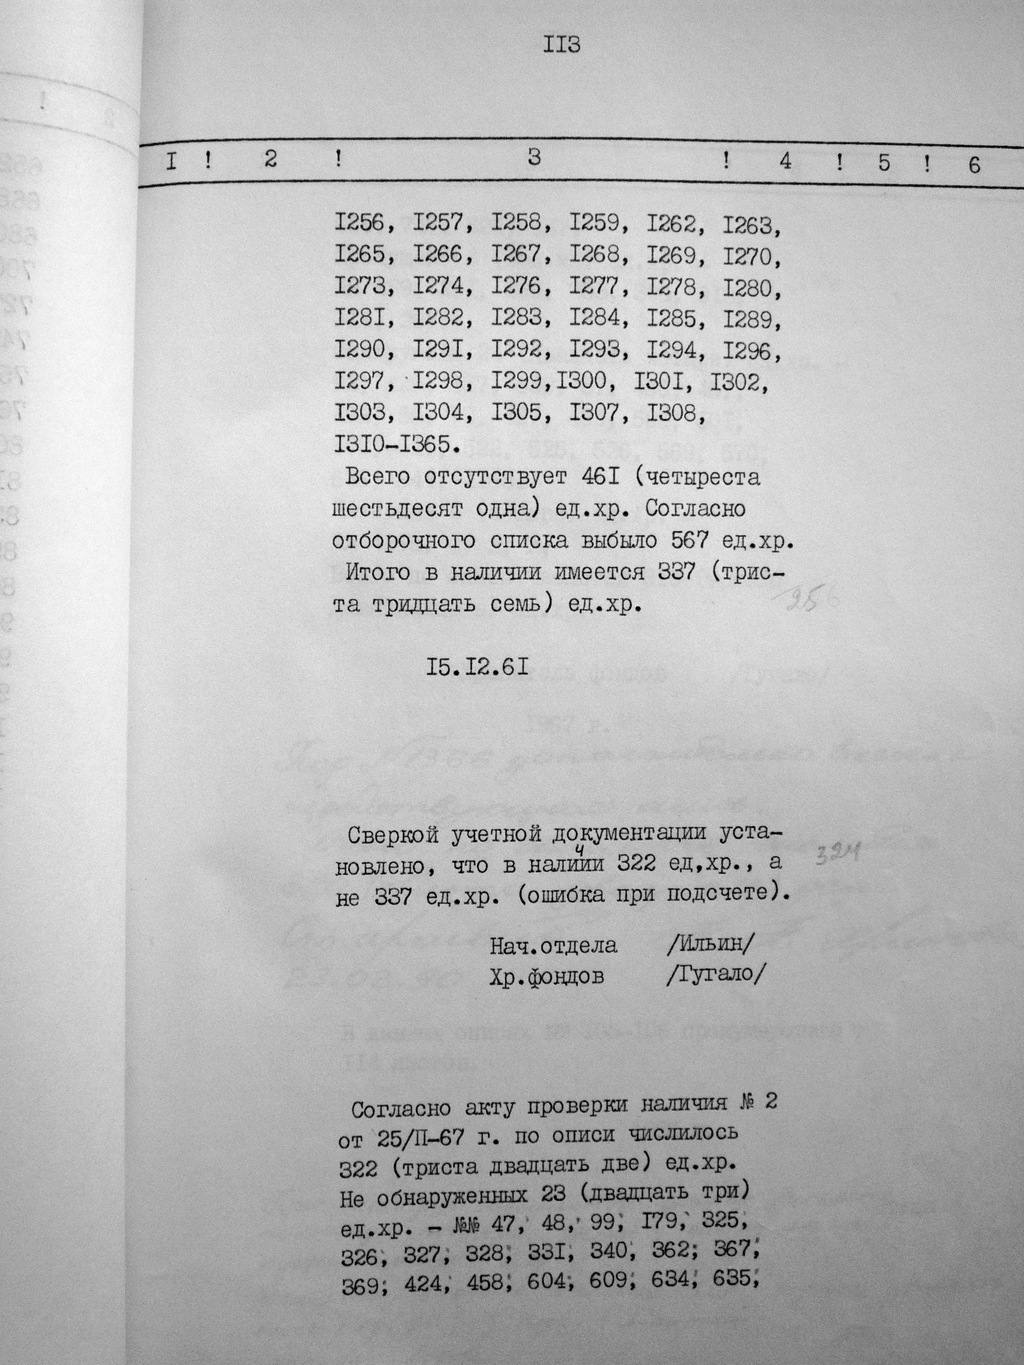 II3
I ! 2 ! 3 ! 4 ! 5 ! 6
I256, I257, I258, I259, I262, I263,
I265, I266, I267, I268, I269, I270,
I273, I274, I276, I277, I278, I280,
I28I, I282, I283, I284, I285, I289,
I290, I29I, I292, I293, I294, I296,
I297, I298, I299,I300, I30I, I302,
I303, I304, I305, I307, I308,
I3I0-I365.
Всего отсутствует 46I (четыреста
шестьдесят одна) ед.хр. Согласно
отборочного списка выбыло 567 ед.хр.
Итого в наличии имеется 337 (трис-
та тридцать семь) ед.хр. 256
I5.I2.6I
Сверкой учетной документации уста-
новлено, что в наличии 322 ед,хр., а 324
не 337 ед.хр. (ошибка при подсчете).
Нач.отдела /Ильин/
Хр.фондов /Гугало/
Согласно акту проверки наличия № 2
от 25/П-67 г. по описи числилось
322 (триста двадцать две) ед.хр.
Не обнаруженных 23 (двадцать три)
ед.хр. - №№ 47, 48, 99, I79, 325,
326, 327, 328, 33I, 340, 362; 367,
369; 424, 458; 604, 609; 634, 635,